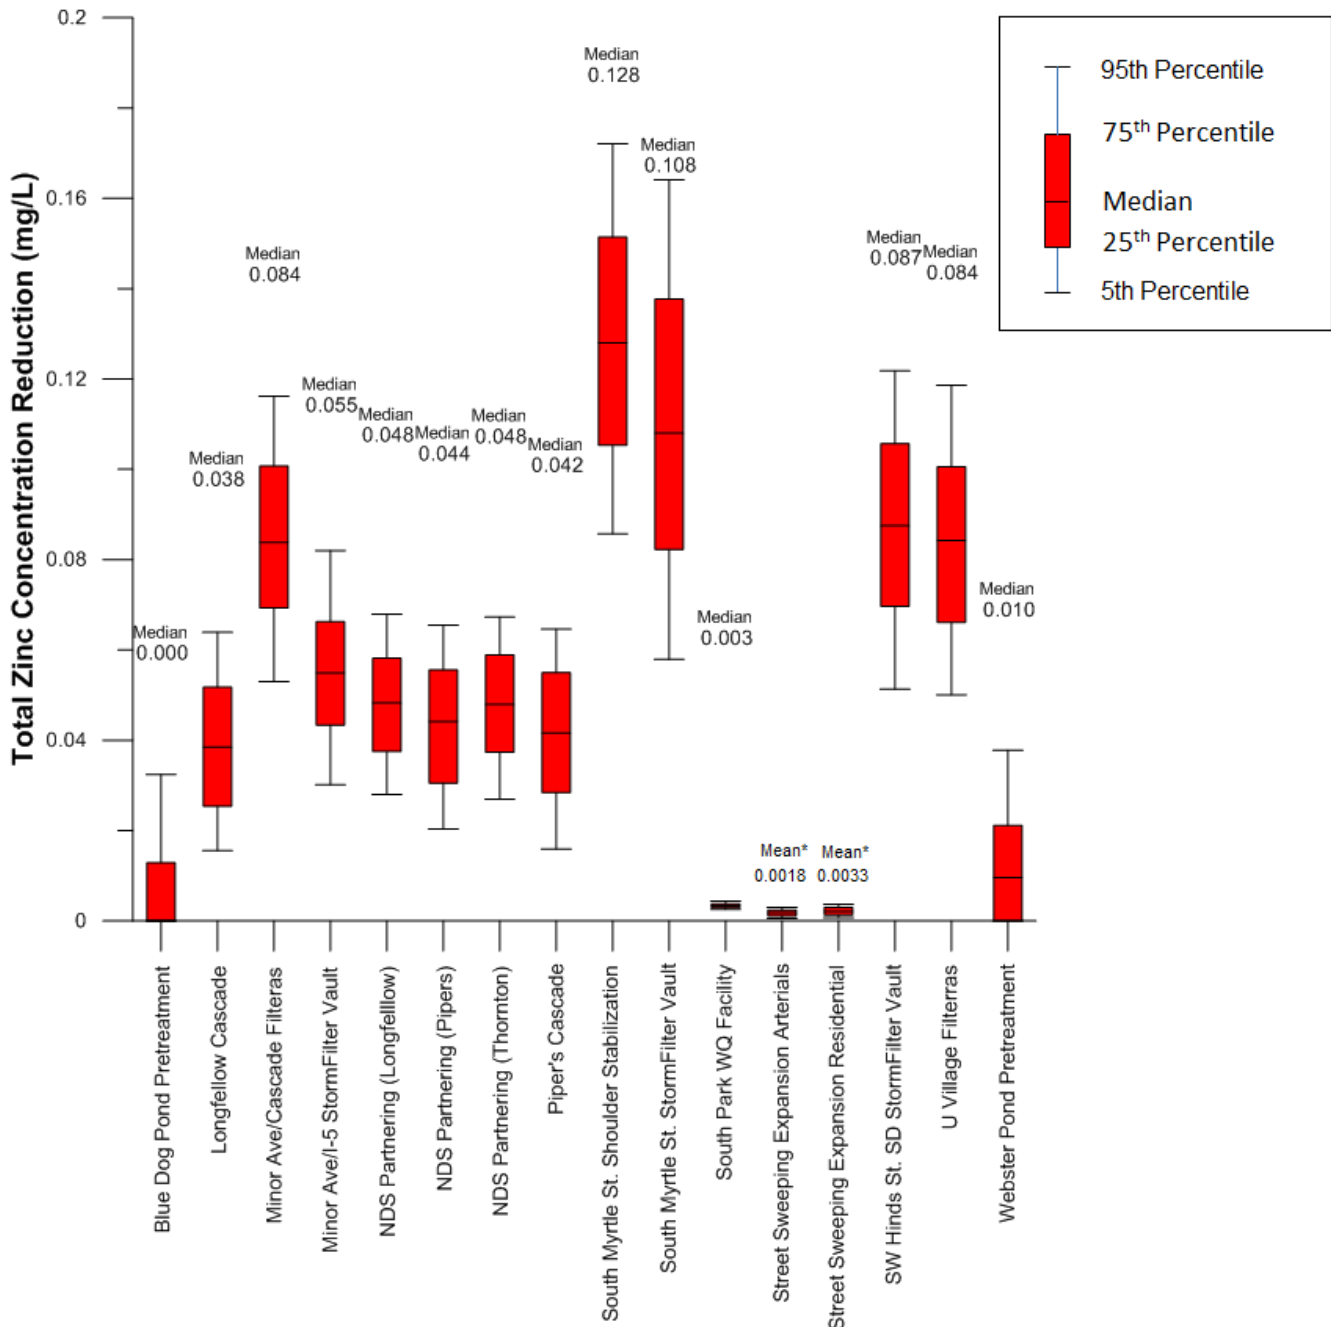 0.2
0.16
0.12
0.08
0.04
0
Total Zinc Concentration Reduction (mg/L)
Median
0.000
Median
0.038
Median
0.084
Median
0.055
Median
0.048
Median
0.044
Median
0.048
Median
0.042
Median
0.128
Median
0.108
Median
0.003
Mean*
0.0018
Mean*
0.0033
Median
0.087
Median
0.084
Median
0.010
95th Percentile
75th Percentile
Median
25th Percentile
5th Percentile
Blue Dog Pond Pretreatment
Longfellow Cascade
Minor Ave/Cascade Filteras
Minor Ave/I-5 StormFilter Vault
NDS Partnering (Longfelllow)
NDS Partnering (Pipers)
NDS Partnering (Thornton)
Piper's Cascade
South Myrtle St. Shoulder Stabilization
South Myrtle St. StormFilter Vault
South Park WQ Facility
Street Sweeping Expansion Arterials
Street Sweeping Expansion Residential
SW Hinds St. SD StormFilter Vault
U Village Filterras
Webster Pond Pretreatment